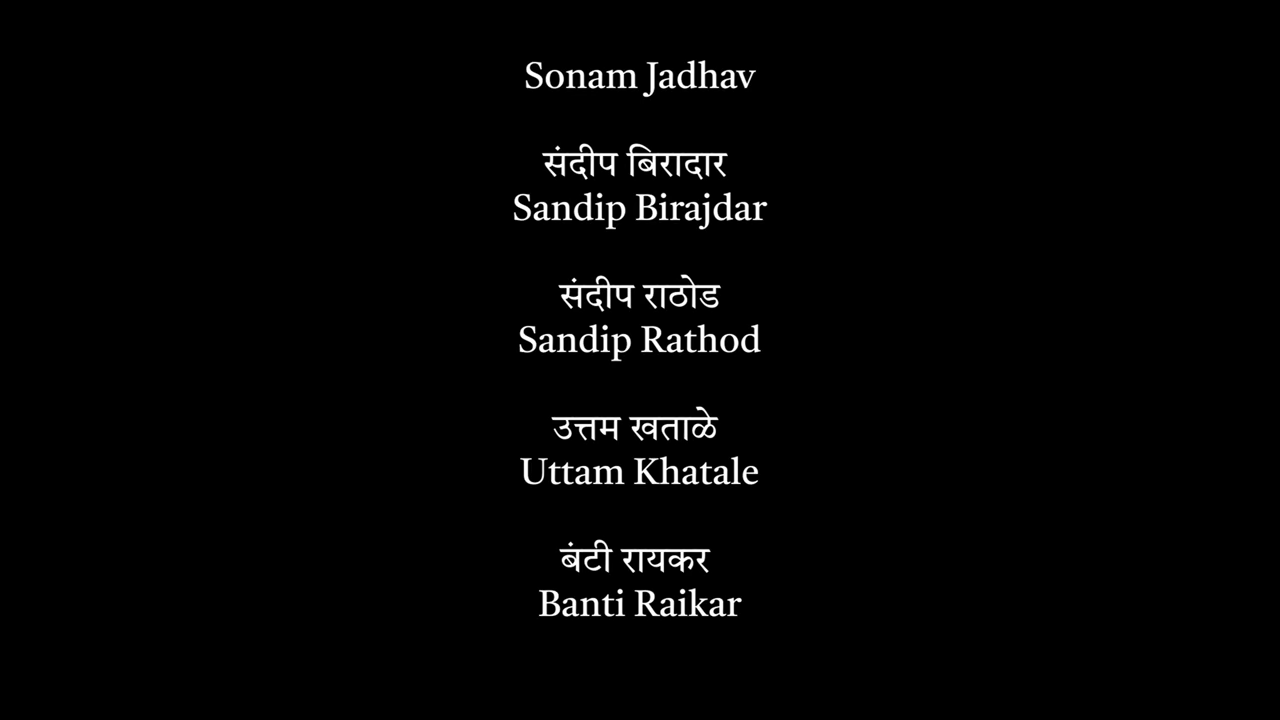 Sonam Jadhav
संदीप बिरादार
Sandip Birajdar
संदीप राठोड
Sandip Rathod
उत्तम खताळे
Uttam Khatale
बंटी रायकर
Banti Raikar